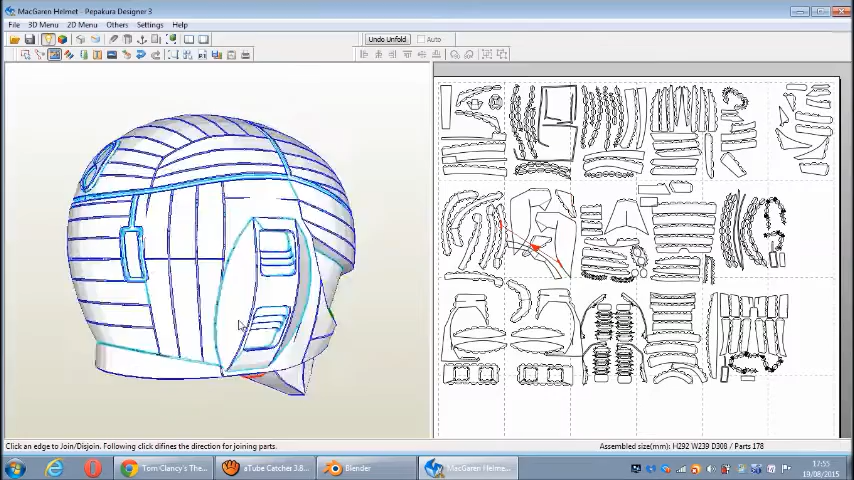 MacGaren Helmet - Pepakura Designer 3
File 3D Menu 2D Menu Others Settings Help
Undo Unfold Auto
Click an edge to Join/Disjoin. Following click difines the direction for joining parts.
Assembled size(mm): H292 W239 D308 / Parts 178
Tom Clancy's The... aTube Catcher 3.8... Blender MacGaren Helme...
17:55
19/08/2015